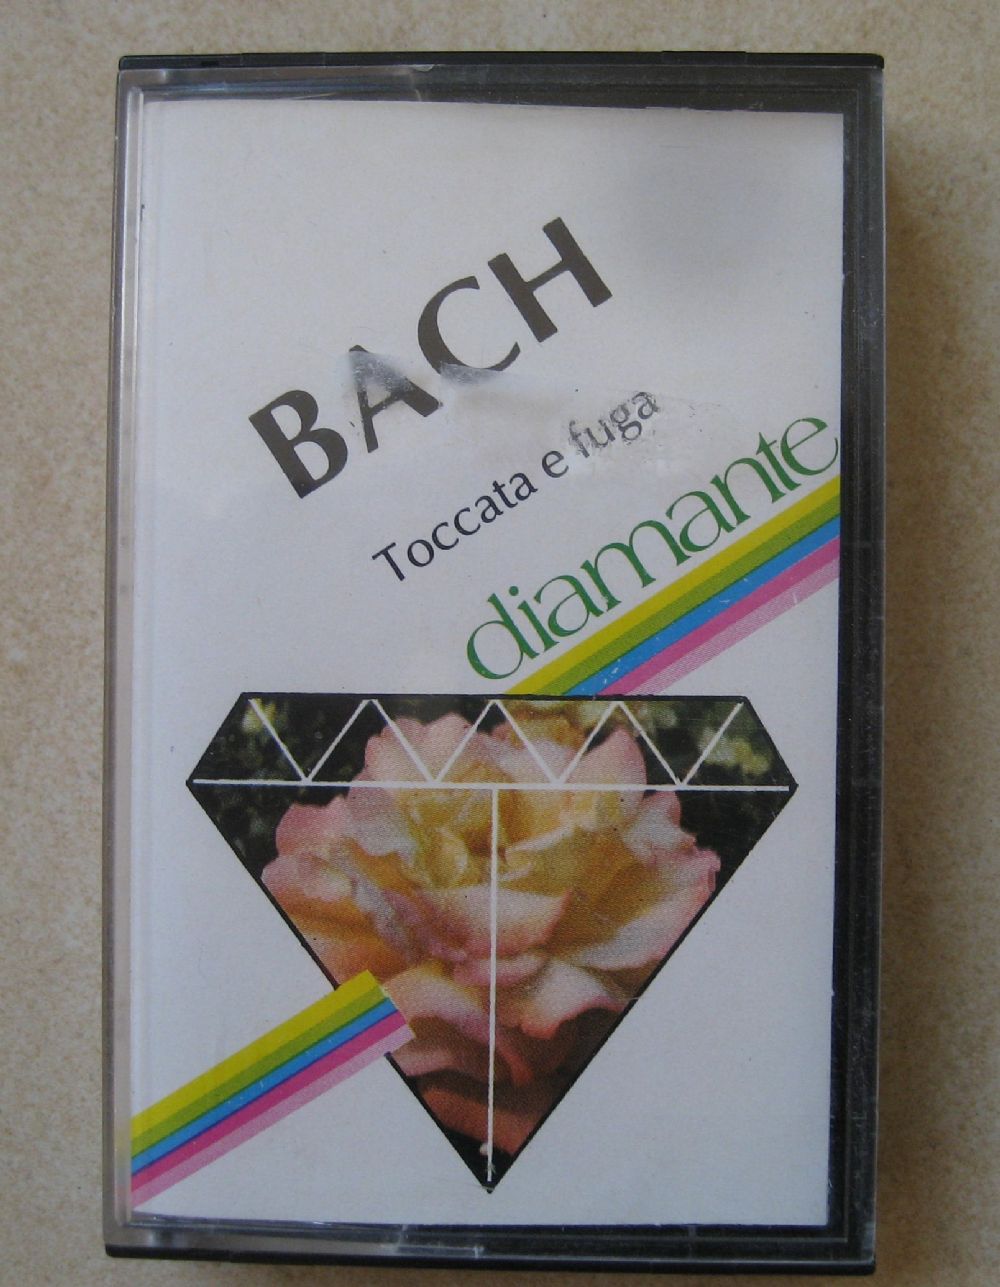 BACH
Toccata e fuga
diamante